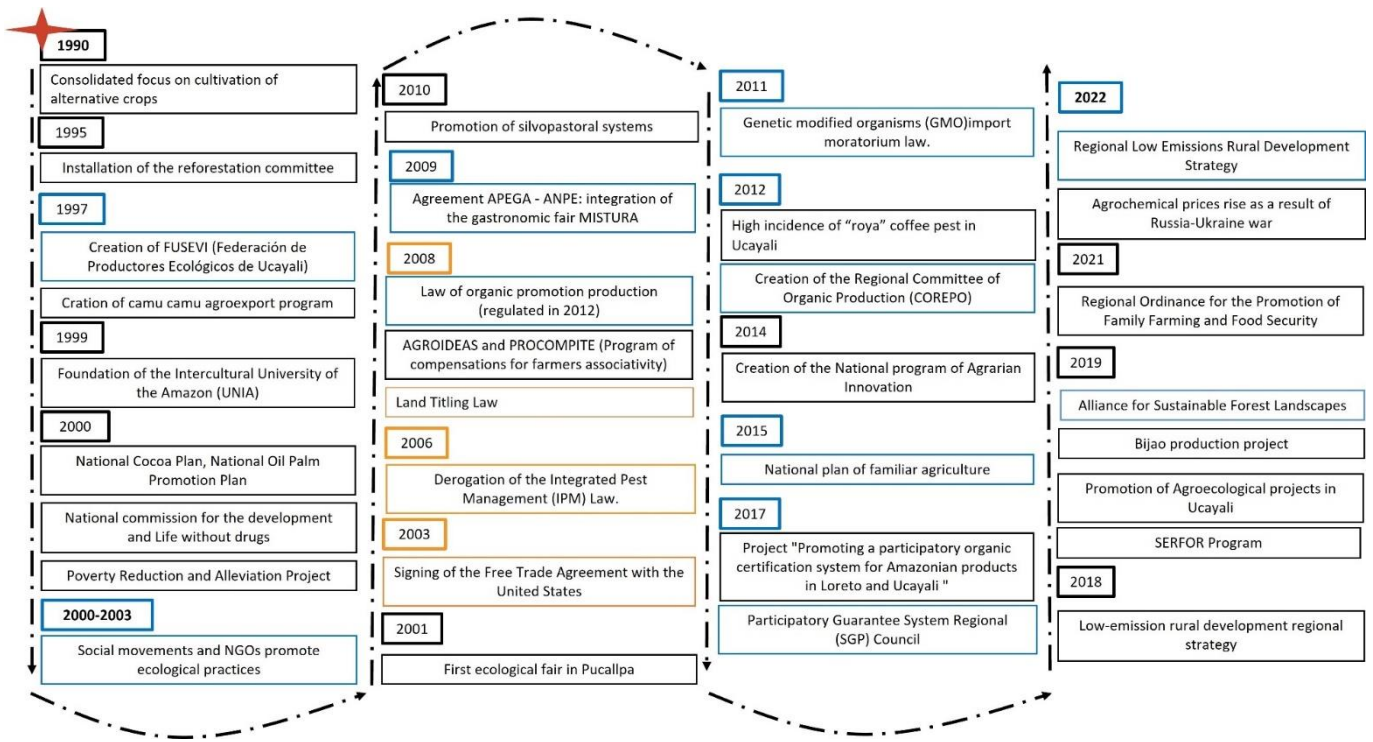 1990
Consolidated focus on cultivation of
alternative crops
1995
Installation of the reforestation committee
1997
Creation of FUSEVI (Federación de
Productores Ecológicos de Ucayali)
Cration of camu camu agroexport program
1999
Foundation of the Intercultural University of
the Amazon (UNIA)
2000
National Cocoa Plan, National Oil Palm
Promotion Plan
National commission for the development
and Life without drugs
Poverty Reduction and Alleviation Project
2000-2003
Social movements and NGOs promote
ecological practices
2010
Promotion of silvopastoral systems
2009
Agreement APEGA - ANPE: integration of
the gastronomic fair MISTURA
2008
Law of organic promotion production
(regulated in 2012)
AGROIDEAS and PROCOMPITE (Program of
compensations for farmers associativity)
Land Titling Law
2006
Derogation of the Integrated Pest
Management (IPM) Law.
2003
Signing of the Free Trade Agreement with the
United States
2001
First ecological fair in Pucallpa
2011
Genetic modified organisms (GMO)import
moratorium law.
2012
High incidence of “roya” coffee pest in
Ucayali
Creation of the Regional Committee of
Organic Production (COREPO)
2014
Creation of the National program of Agrarian
Innovation
2015
National plan of familiar agriculture
2017
Project "Promoting a participatory organic
certification system for Amazonian products
in Loreto and Ucayali "
Participatory Guarantee System Regional
(SGP) Council
2022
Regional Low Emissions Rural Development
Strategy
Agrochemical prices rise as a result of
Russia-Ukraine war
2021
Regional Ordinance for the Promotion of
Family Farming and Food Security
2019
Alliance for Sustainable Forest Landscapes
Bijao production project
Promotion of Agroecological projects in
Ucayali
SERFOR Program
2018
Low-emission rural development regional
strategy